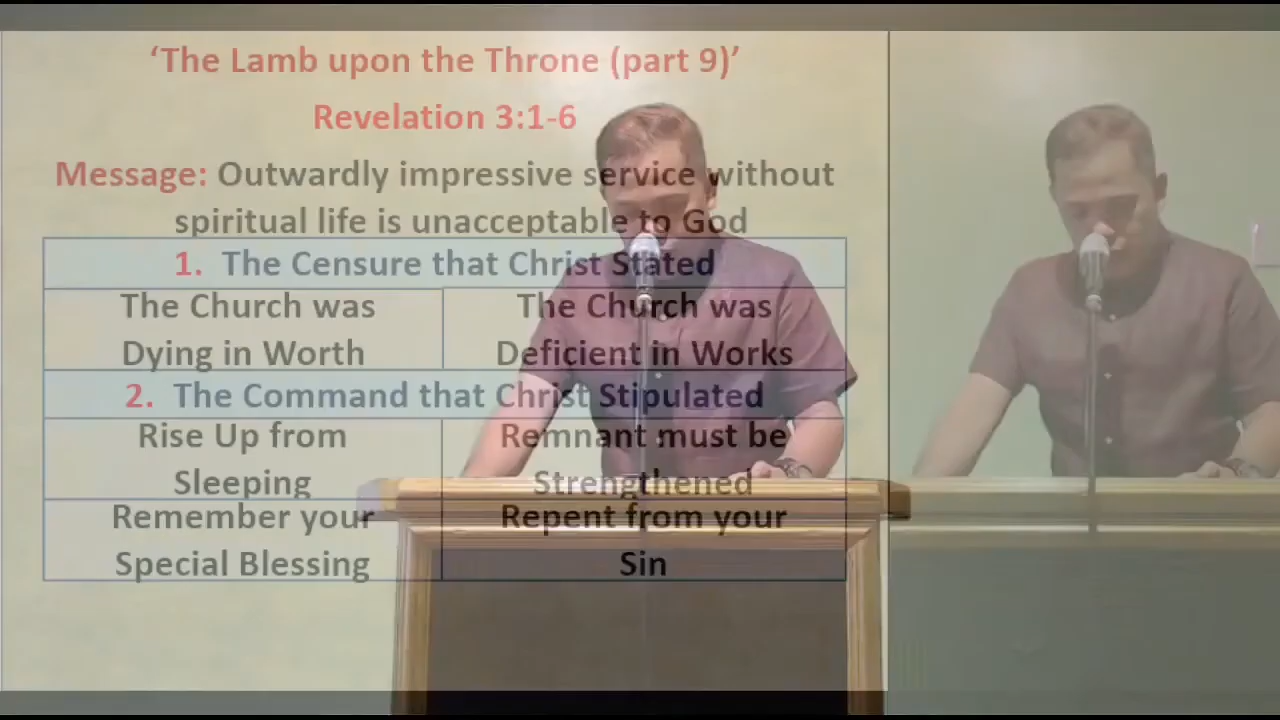 ‘The Lamb upon the Throne (part 9)’
Revelation 3:1-6
Message: Outwardly impressive service without
spiritual life is unacceptable to God
1. The Censure that Christ Stated
The Church was
Dying in Worth
The Church was
Deficient in Works
2. The Command that Christ Stipulated
Rise Up from
Sleeping
Remnant must be
Strengthened
Remember your
Special Blessing
Repent from your
Sin